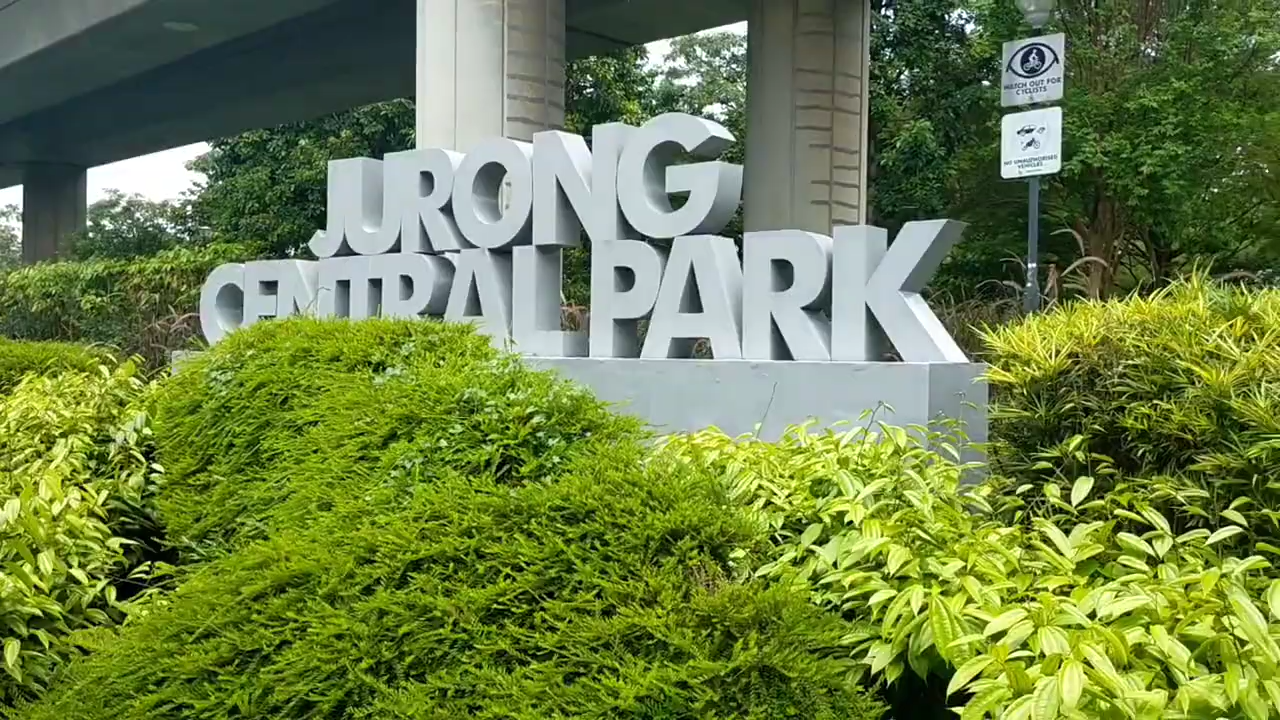 JURONG
CENTRAL PARK
WATCH OUT FOR
CYCLISTS
NO UNAUTHORISED
VEHICLES